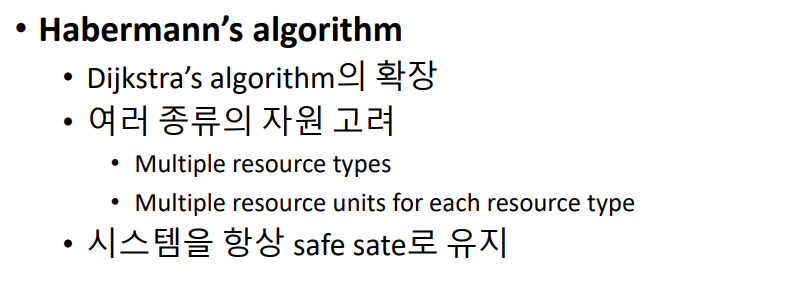 • Habermann's algorithm
• Dijkstra's algorithm의 확장
• 여러 종류의 자원 고려
• Multiple resource types
• Multiple resource units for each resource type
• 시스템을 항상 safe sate로 유지